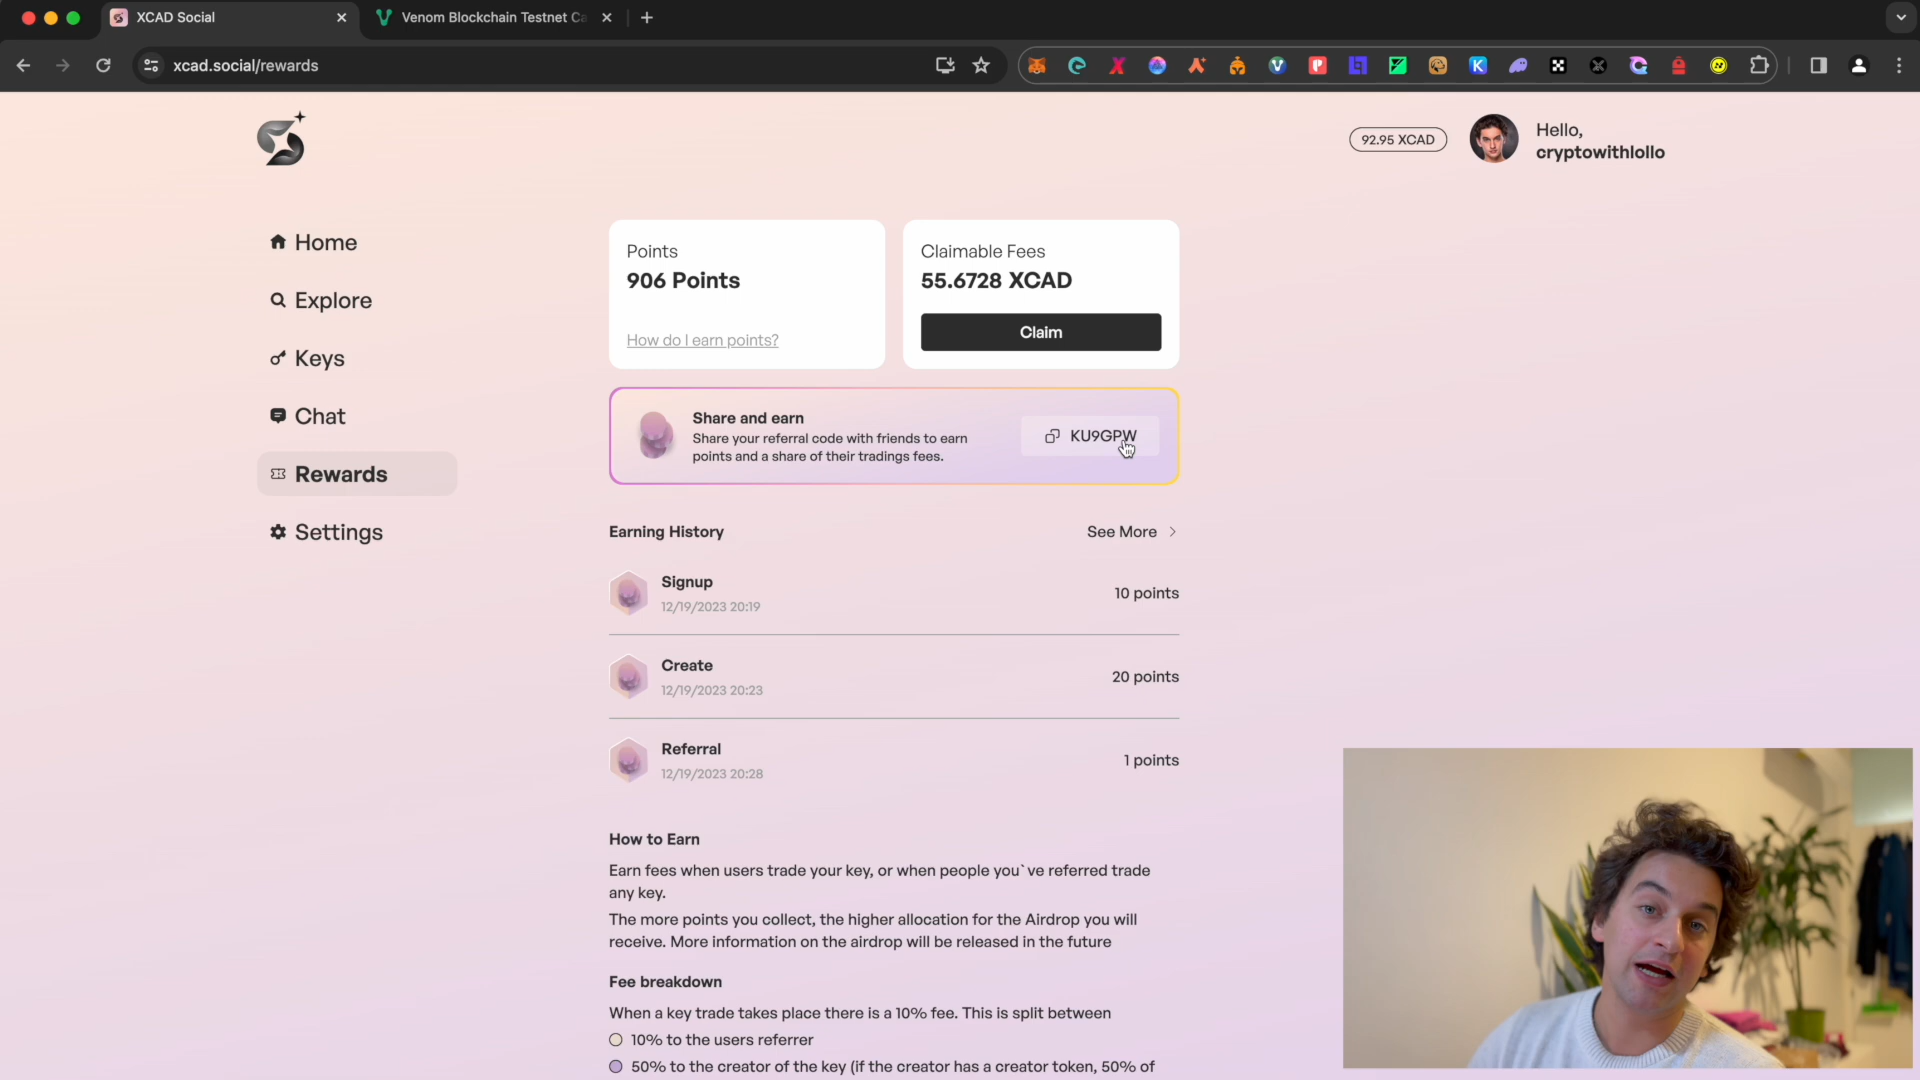 XCAD Social
Venom Blockchain Testnet Ca
xcad.social/rewards
92.95 XCAD
Hello,
cryptowithlollo
Home
Explore
Keys
Chat
Rewards
Settings
Points
906 Points
How do I earn points?
Claimable Fees
55.6728 XCAD
Claim
Share and earn
Share your referral code with friends to earn
points and a share of their tradings fees.
KU9GPW
Earning History
See More
Signup
12/19/2023 20:19
10 points
Create
12/19/2023 20:23
20 points
Referral
12/19/2023 20:28
1 points
How to Earn
Earn fees when users trade your key, or when people you`ve referred trade
any key.
The more points you collect, the higher allocation for the Airdrop you will
receive. More information on the airdrop will be released in the future
Fee breakdown
When a key trade takes place there is a 10% fee. This is split between
10% to the users referrer
50% to the creator of the key (if the creator has a creator token, 50% of